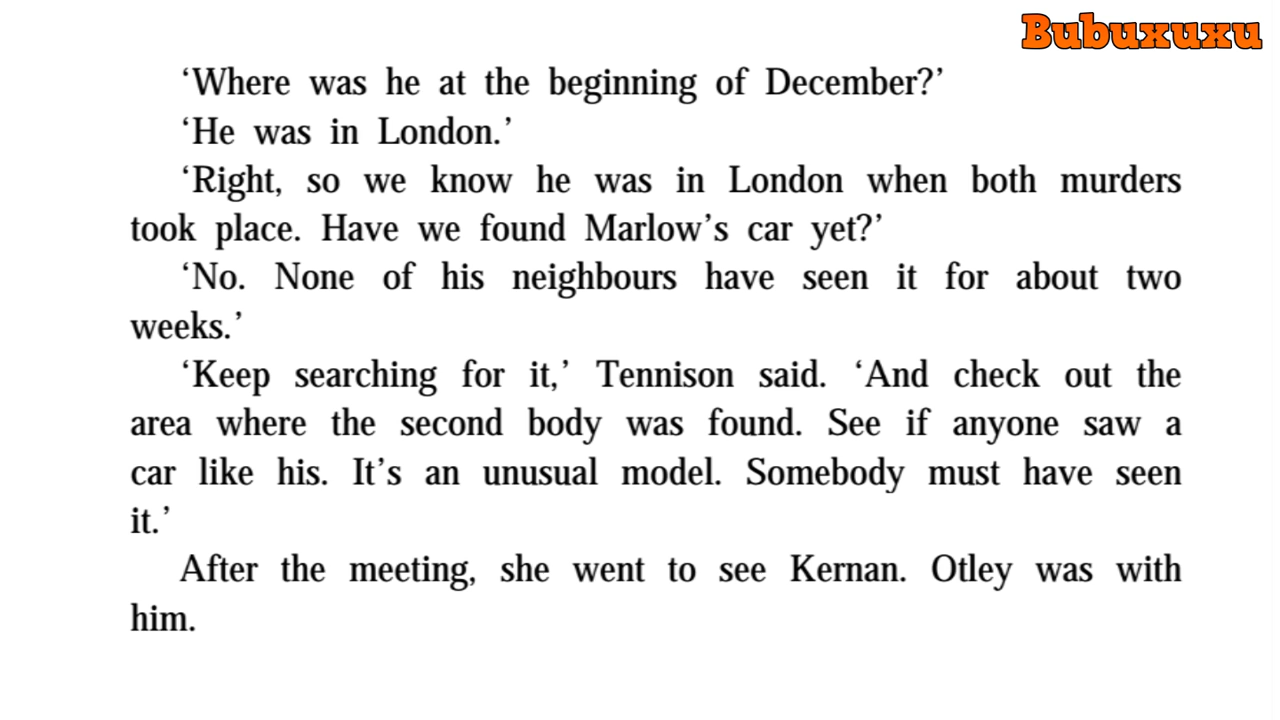 Bubuxuxu
‘Where was he at the beginning of December?’
‘He was in London.’
‘Right, so we know he was in London when both murders
took place. Have we found Marlow’s car yet?’
‘No. None of his neighbours have seen it for about two
weeks.’
‘Keep searching for it,’ Tennison said. ‘And check out the
area where the second body was found. See if anyone saw a
car like his. It’s an unusual model. Somebody must have seen
it.’
After the meeting, she went to see Kernan. Otley was with
him.